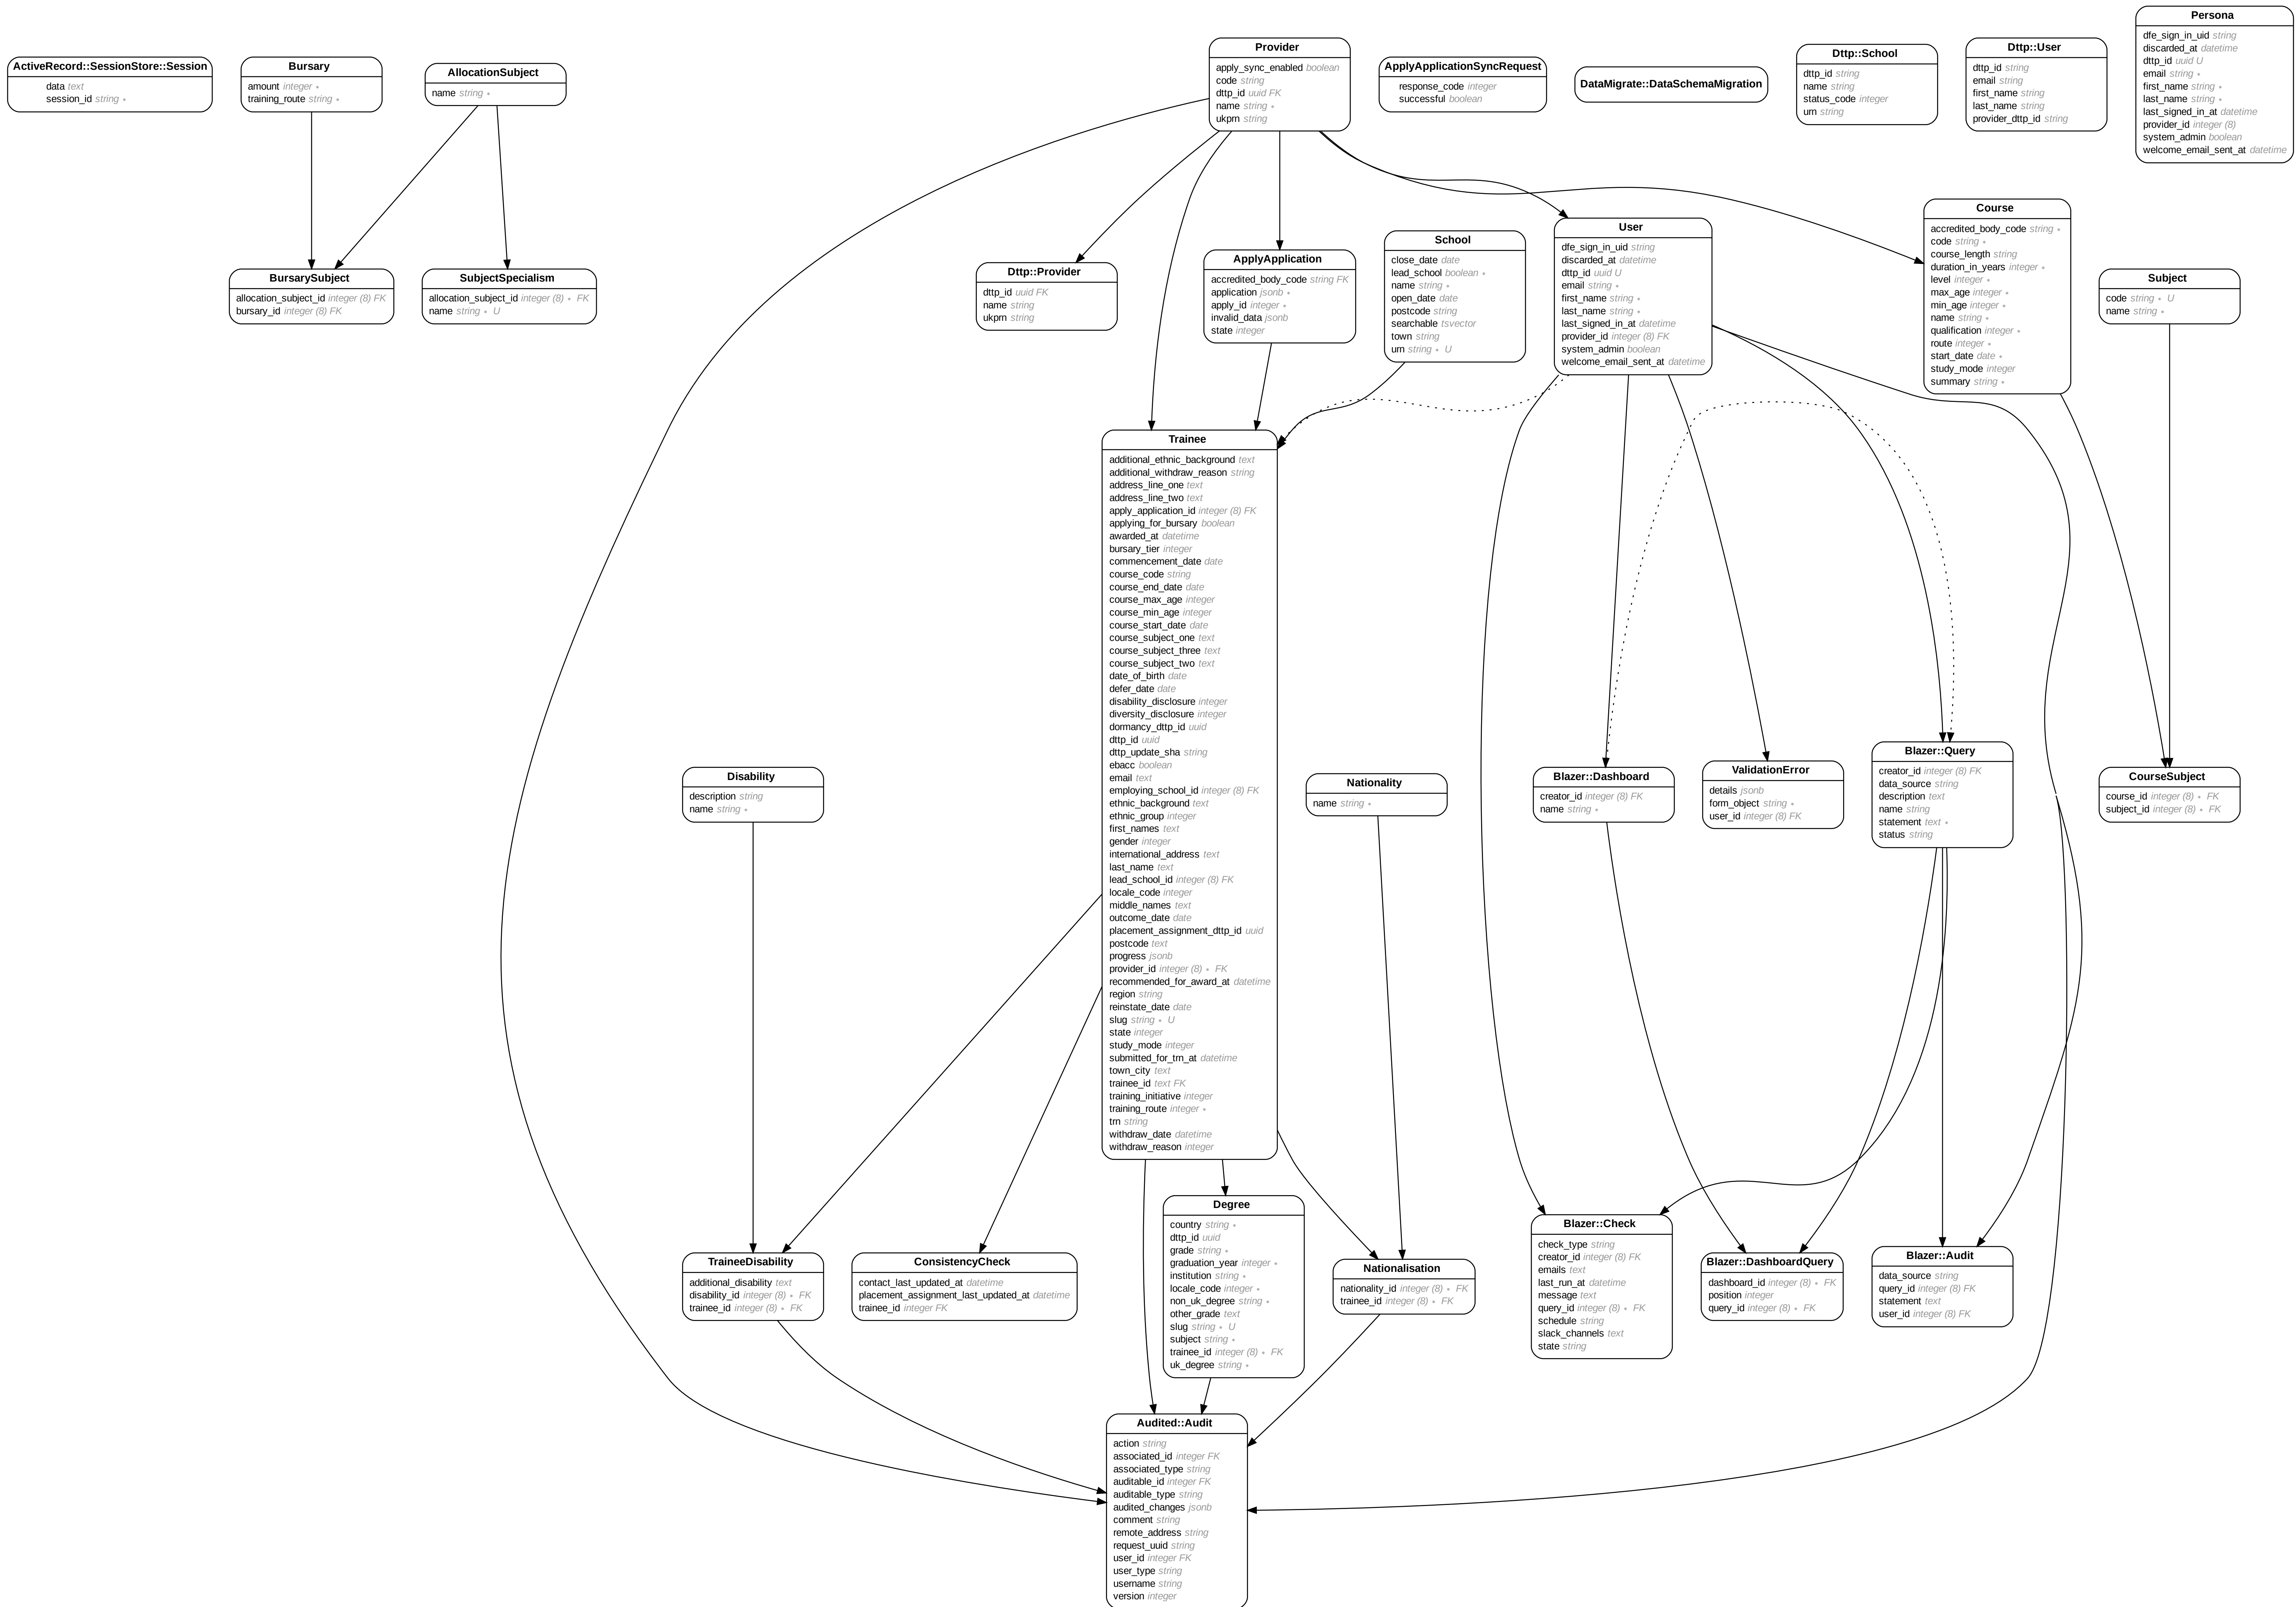 ActiveRecord::SessionStore::Session
data text
session_id string *
Bursary
amount integer *
training_route string *
AllocationSubject
name string *
Provider
apply_sync_enabled boolean
code string
dttp_id uuid FK
name string *
ukprn string
ApplyApplicationSyncRequest
response_code integer
successful boolean
DataMigrate::DataSchemaMigration
Dttp::School
dttp_id string
name string
status_code integer
urn string
Dttp::User
dttp_id string
email string
first_name string
last_name string
provider_dttp_id string
Persona
dfe_sign_in_uid string
discarded_at datetime
dttp_id uuid U
email string *
first_name string *
last_name string *
last_signed_in_at datetime
provider_id integer (8)
system_admin boolean
welcome_email_sent_at datetime
BursarySubject
allocation_subject_id integer (8) FK
bursary_id integer (8) FK
SubjectSpecialism
allocation_subject_id integer (8) * FK
name string * U
Dttp::Provider
dttp_id uuid FK
name string
ukprn string
ApplyApplication
accredited_body_code string FK
application jsonb *
apply_id integer *
invalid_data jsonb
state integer
School
close_date date
lead_school boolean *
name string *
open_date date
postcode string
searchable tsvector
town string
urn string * U
User
dfe_sign_in_uid string
discarded_at datetime
dttp_id uuid U
email string *
first_name string *
last_name string *
last_signed_in_at datetime
provider_id integer (8) FK
system_admin boolean
welcome_email_sent_at datetime
Course
accredited_body_code string *
code string *
course_length string
duration_in_years integer *
level integer *
max_age integer *
min_age integer *
name string *
qualification integer *
route integer *
start_date date *
study_mode integer
summary string *
Subject
code string * U
name string *
Trainee
additional_ethnic_background text
additional_withdraw_reason string
address_line_one text
address_line_two text
apply_application_id integer (8) FK
applying_for_bursary boolean
awarded_at datetime
bursary_tier integer
commencement_date date
course_code string
course_end_date date
course_max_age integer
course_min_age integer
course_start_date date
course_subject_one text
course_subject_three text
course_subject_two text
date_of_birth date
defer_date date
disability_disclosure integer
diversity_disclosure integer
dormancy_dttp_id uuid
dttp_id uuid
dttp_update_sha string
ebacc boolean
email text
employing_school_id integer (8) FK
ethnic_background text
ethnic_group integer
first_names text
gender integer
international_address text
last_name text
lead_school_id integer (8) FK
locale_code integer
middle_names text
outcome_date date
placement_assignment_dttp_id uuid
postcode text
progress jsonb
provider_id integer (8) * FK
recommended_for_award_at datetime
region string
reinstate_date date
slug string * U
state integer
study_mode integer
submitted_for_trn_at datetime
town_city text
trainee_id text FK
training_initiative integer
training_route integer *
trn string
withdraw_date datetime
withdraw_reason integer
Disability
description string
name string *
Nationality
name string *
Blazer::Dashboard
creator_id integer (8) FK
name string *
ValidationError
details jsonb
form_object string *
user_id integer (8) FK
Blazer::Query
creator_id integer (8) FK
data_source string
description text
name string
statement text *
status string
CourseSubject
course_id integer (8) * FK
subject_id integer (8) * FK
TraineeDisability
additional_disability text
disability_id integer (8) * FK
trainee_id integer (8) * FK
ConsistencyCheck
contact_last_updated_at datetime
placement_assignment_last_updated_at datetime
trainee_id integer FK
Degree
country string *
dttp_id uuid
grade string *
graduation_year integer *
institution string *
locale_code integer *
non_uk_degree string *
other_grade text
slug string * U
subject string *
trainee_id integer (8) * FK
uk_degree string *
Nationalisation
nationality_id integer (8) * FK
trainee_id integer (8) * FK
Blazer::Check
check_type string
creator_id integer (8) FK
emails text
last_run_at datetime
message text
query_id integer (8) * FK
schedule string
slack_channels text
state string
Blazer::DashboardQuery
dashboard_id integer (8) * FK
position integer
query_id integer (8) * FK
Blazer::Audit
data_source string
query_id integer (8) FK
statement text
user_id integer (8) FK
Audited::Audit
action string
associated_id integer FK
associated_type string
auditable_id integer FK
auditable_type string
audited_changes jsonb
comment string
remote_address string
request_uuid string
user_id integer FK
user_type string
username string
version integer